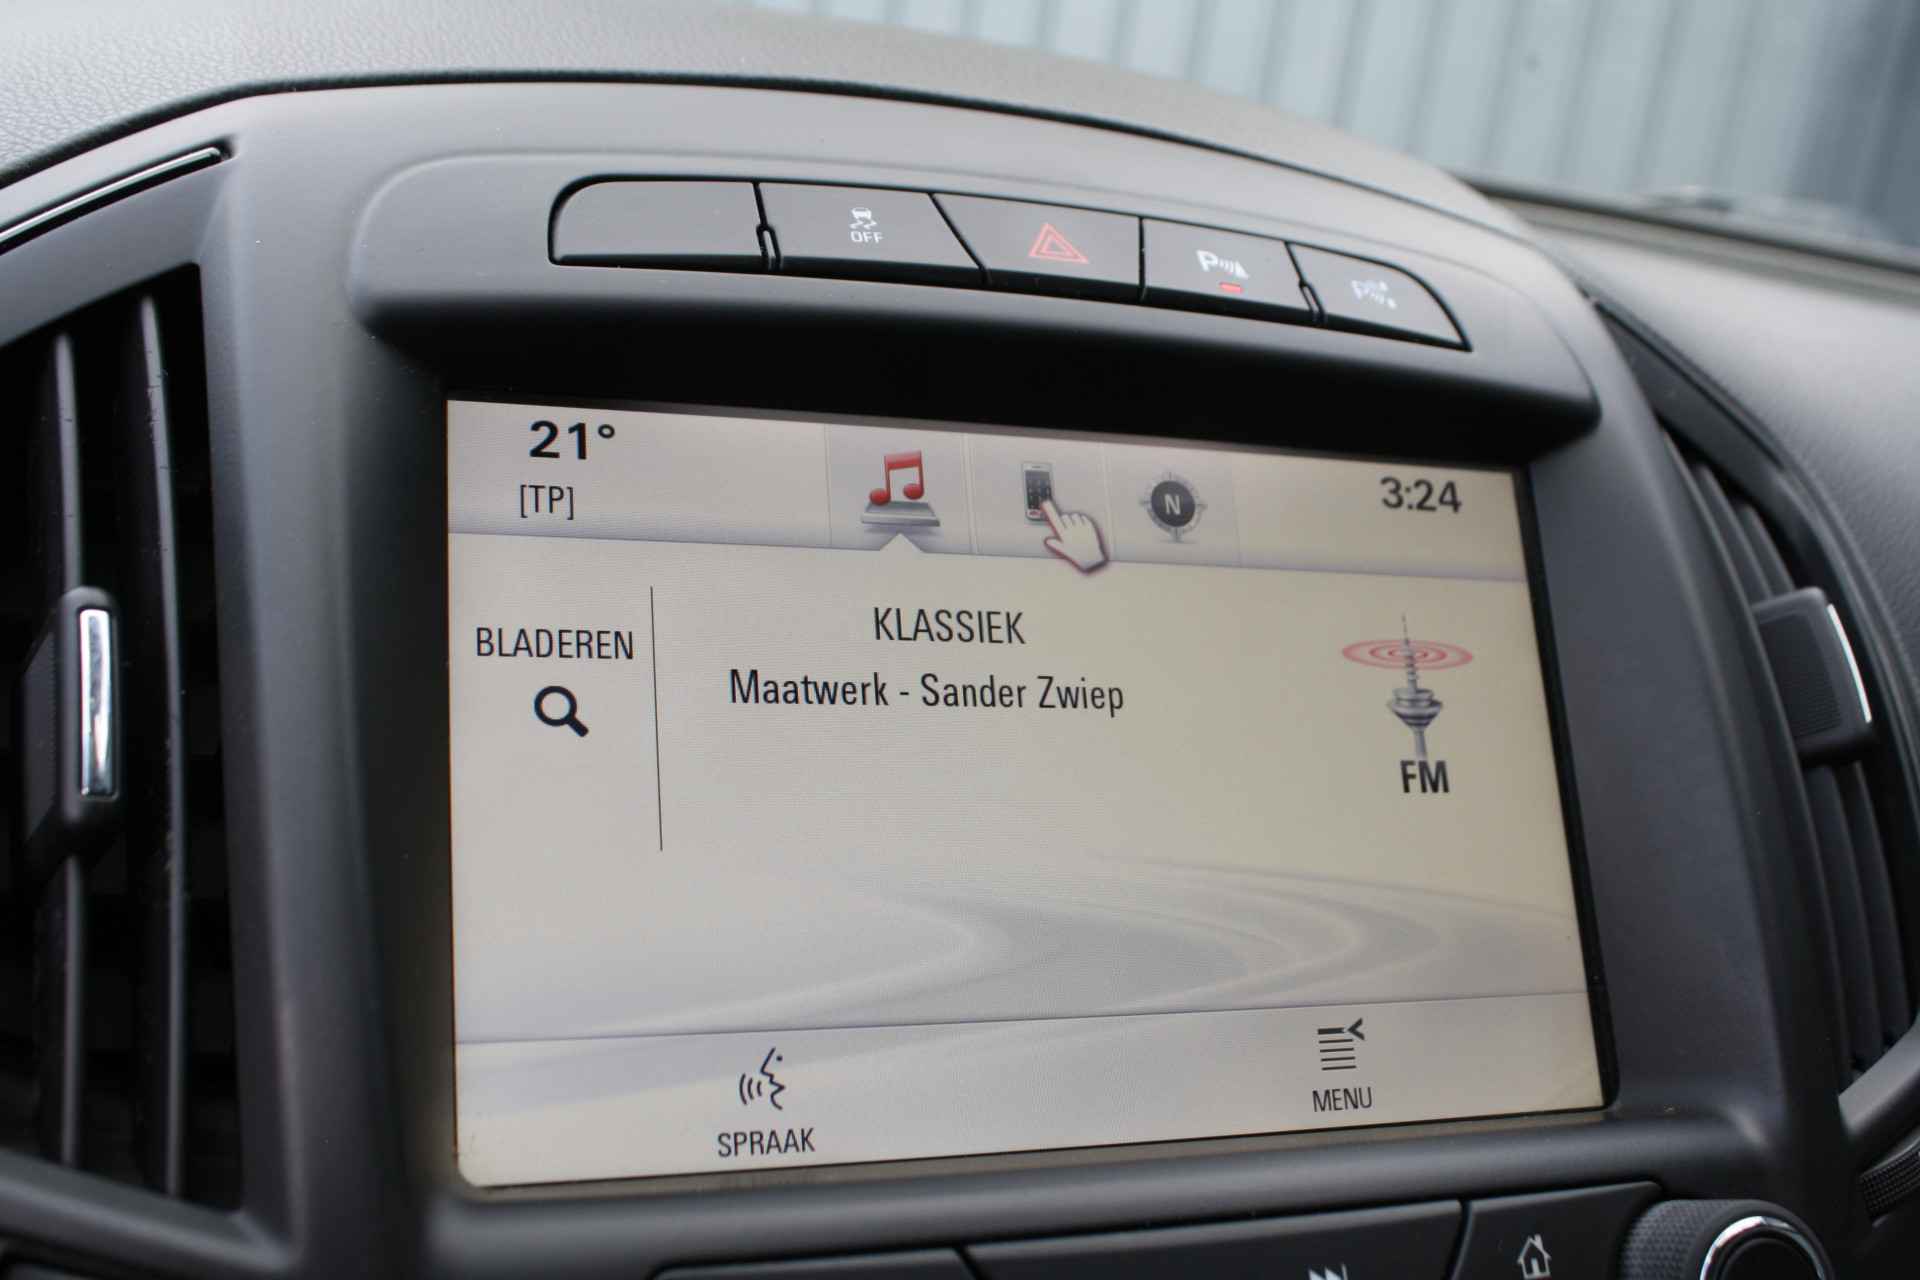 OFF
P
P
21°
[TP]
N
3:24
BLADEREN
KLASSIEK
Maatwerk - Sander Zwiep
FM
SPRAAK
MENU